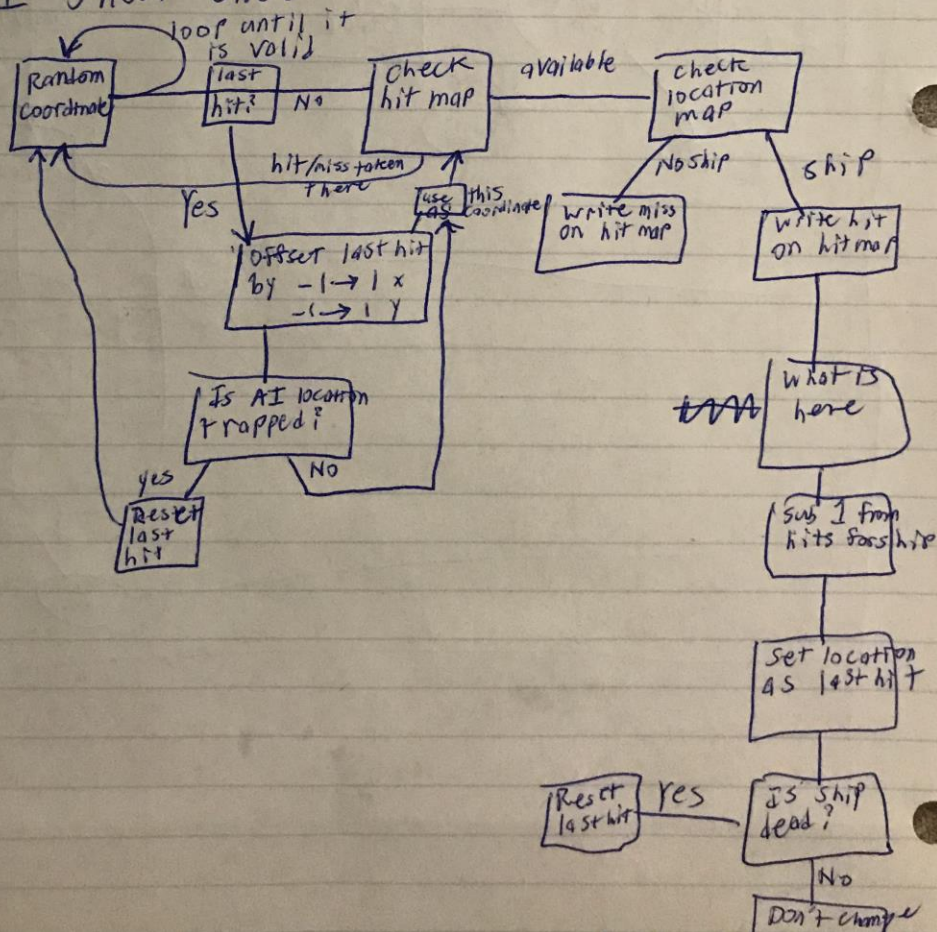 loop until it
is valid
Random
coordinate
last
hit?
No
check
hit map
available
check
location
map
hit/miss taken
there
Yes
use this
as coordinate
No ship
ship
write miss
on hit map
write hit
on hitmap
Offset last hit
by -1→1 x
-1→1 y
Is AI location
trapped?
yes
NO
Reset
last
hit
What is
here
Sub 1 from
hits for ship
Set location
as last hit
Reset
last hit
Yes
Is ship
dead?
No
Don't change